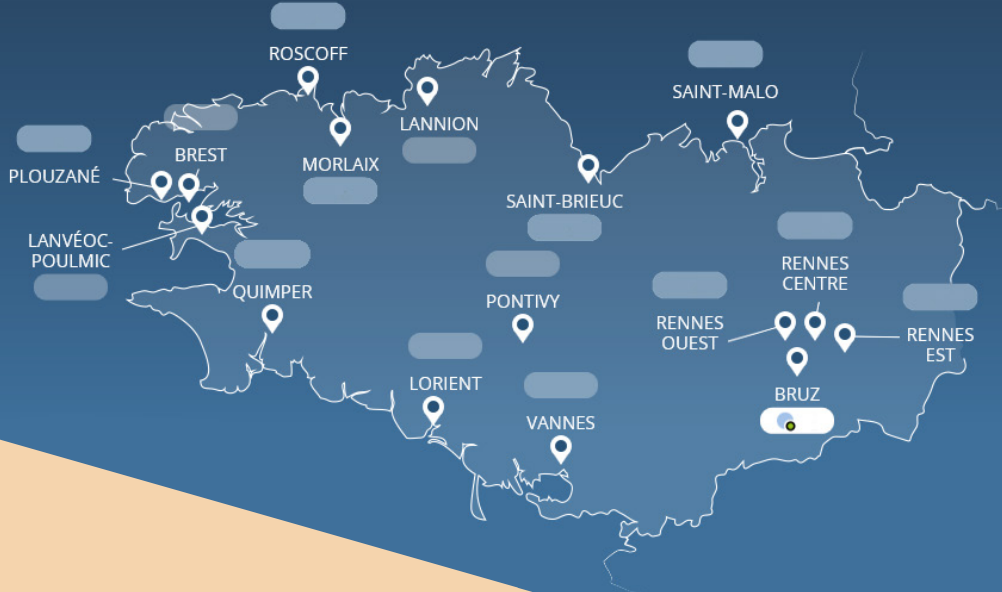 ROSCOFF
SAINT-MALO
LANNION
BREST
MORLAIX
PLOUZANÉ
SAINT-BRIEUC
LANVÉOC-
POULMIC
RENNES
CENTRE
QUIMPER
PONTIVY
RENNES
OUEST
RENNES
EST
LORIENT
BRUZ
VANNES